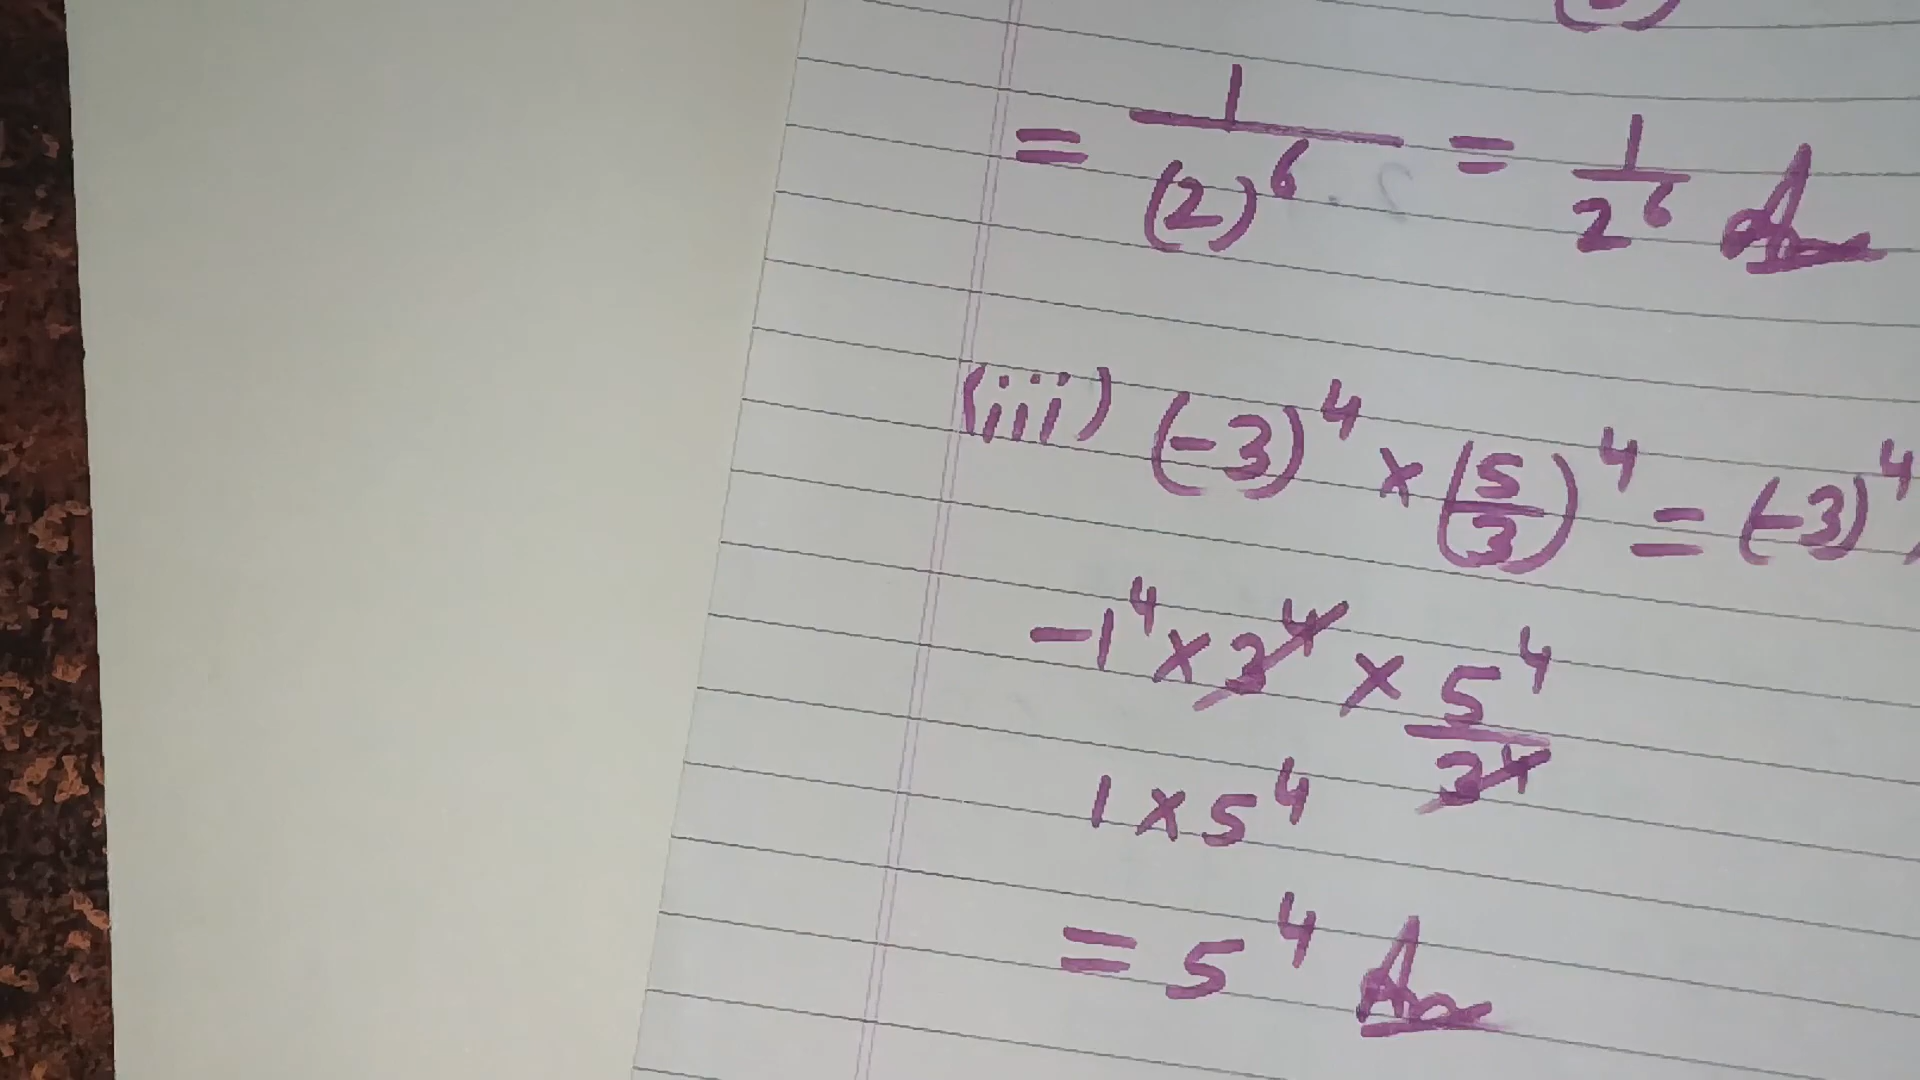 = 1/(2)^6 = 1/2^6 Ans
(iii) (-3)^4 × (5/3)^4 = (-3)^4
-1^4 × 3^4 × 5^4/3^4
1 × 5^4
= 5^4 Ans